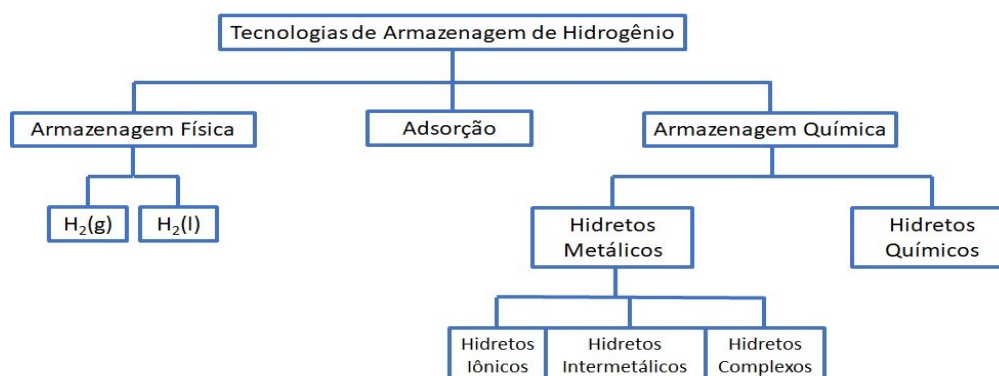 Tecnologias de Armazenagem de Hidrogênio
Armazenagem Física
Adsorção
Armazenagem Química
H₂(g)
H₂(l)
Hidretos
Metálicos
Hidretos
Químicos
Hidretos
Iônicos
Hidretos
Intermetálicos
Hidretos
Complexos